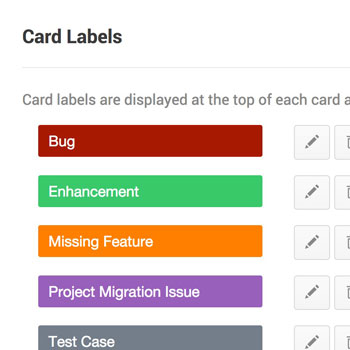 Card Labels
Card labels are displayed at the top of each card a
Bug
Enhancement
Missing Feature
Project Migration Issue
Test Case